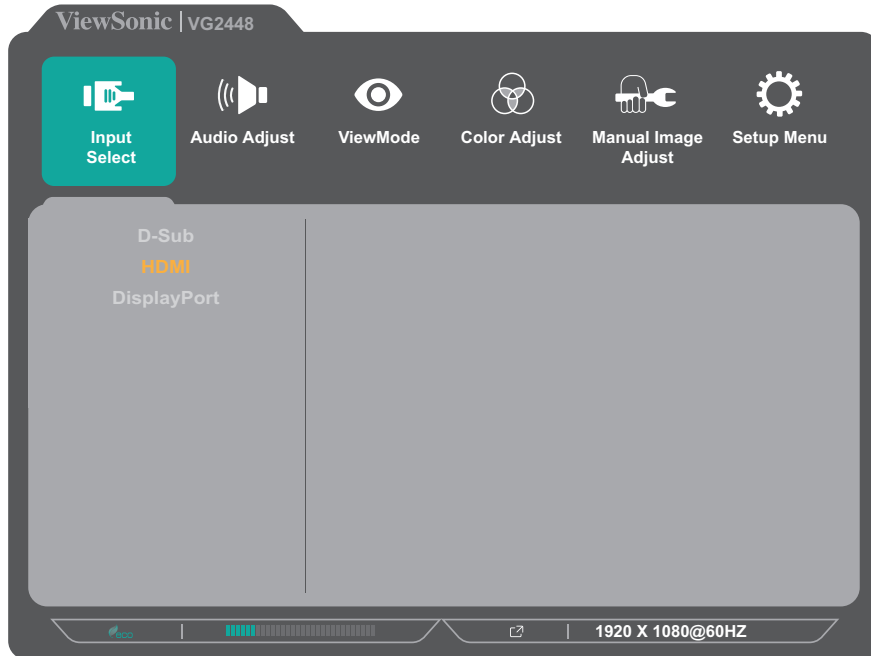 ViewSonic | VG2448
Input
Select
Audio Adjust
ViewMode
Color Adjust
Manual Image
Adjust
Setup Menu
D-Sub
HDMI
DisplayPort
eco
1920 X 1080@60HZ